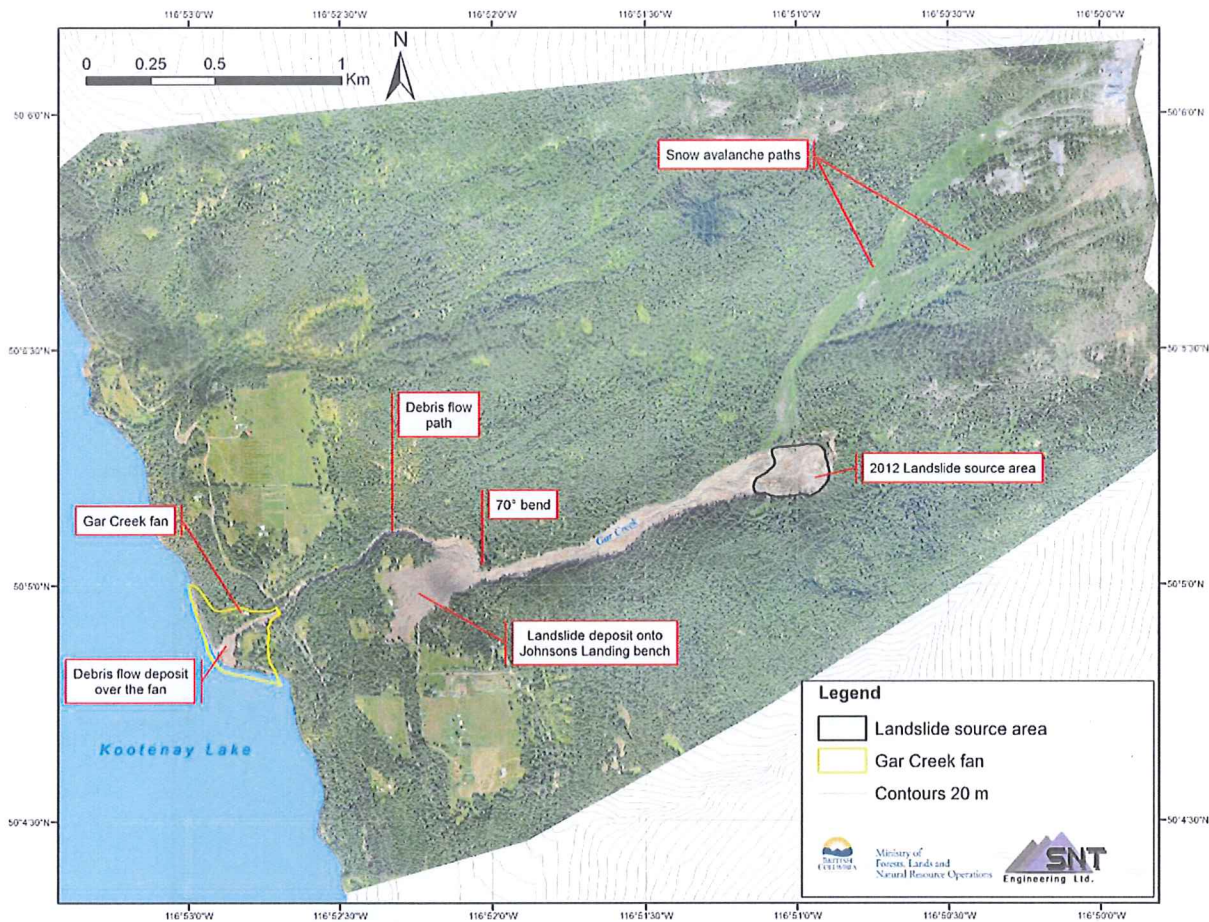 116°53'0"W
116°52'30"W
116°52'0"W
116°51'30"W
116°51'0"W
116°50'30"W
116°50'0"W
N
0 0.25 0.5 1
Km
50°6'0"N
50°6'0"N
Snow avalanche paths
50°6'30"N
50°5'30"N
Debris flow
path
2012 Landslide source area
70° bend
Gar Creek fan
Gar Creek
50°5'0"N
50°5'0"N
Landslide deposit onto
Johnsons Landing bench
Debris flow deposit
over the fan
Kootenay Lake
Legend
Landslide source area
Gar Creek fan
Contours 20 m
50°4'30"N
50°4'30"N
BRITISH
COLUMBIA
Ministry of
Forests, Lands and
Natural Resource Operations
SNT
Engineering Ltd.
116°53'0"W
116°52'30"W
116°52'0"W
116°51'30"W
116°51'0"W
116°50'30"W
116°50'0"W